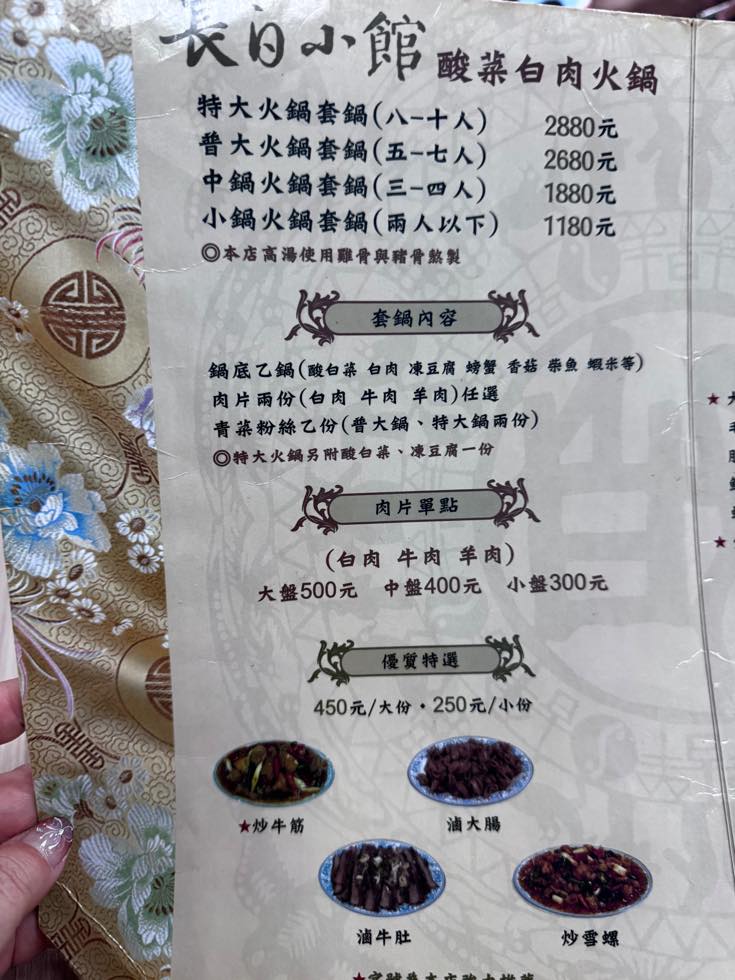 長白小館 酸菜白肉火鍋
特大火鍋套鍋(八-十人) 2880元
普大火鍋套鍋(五-七人) 2680元
中鍋火鍋套鍋(三-四人) 1880元
小鍋火鍋套鍋(兩人以下) 1180元
◎本店高湯使用雞骨與豬骨熬製
套鍋內容
鍋底乙鍋(酸白菜 白肉 凍豆腐 螃蟹 香菇 柴魚 蝦米等)
肉片兩份(白肉 牛肉 羊肉)任選
青菜粉絲乙份(普大鍋、特大鍋兩份)
◎特大火鍋另附酸白菜、凍豆腐一份
肉片單點
(白肉 牛肉 羊肉)
大盤500元 中盤400元 小盤300元
優質特選
450元/大份・250元/小份
★炒牛筋
滷大腸
滷牛肚
炒雪螺